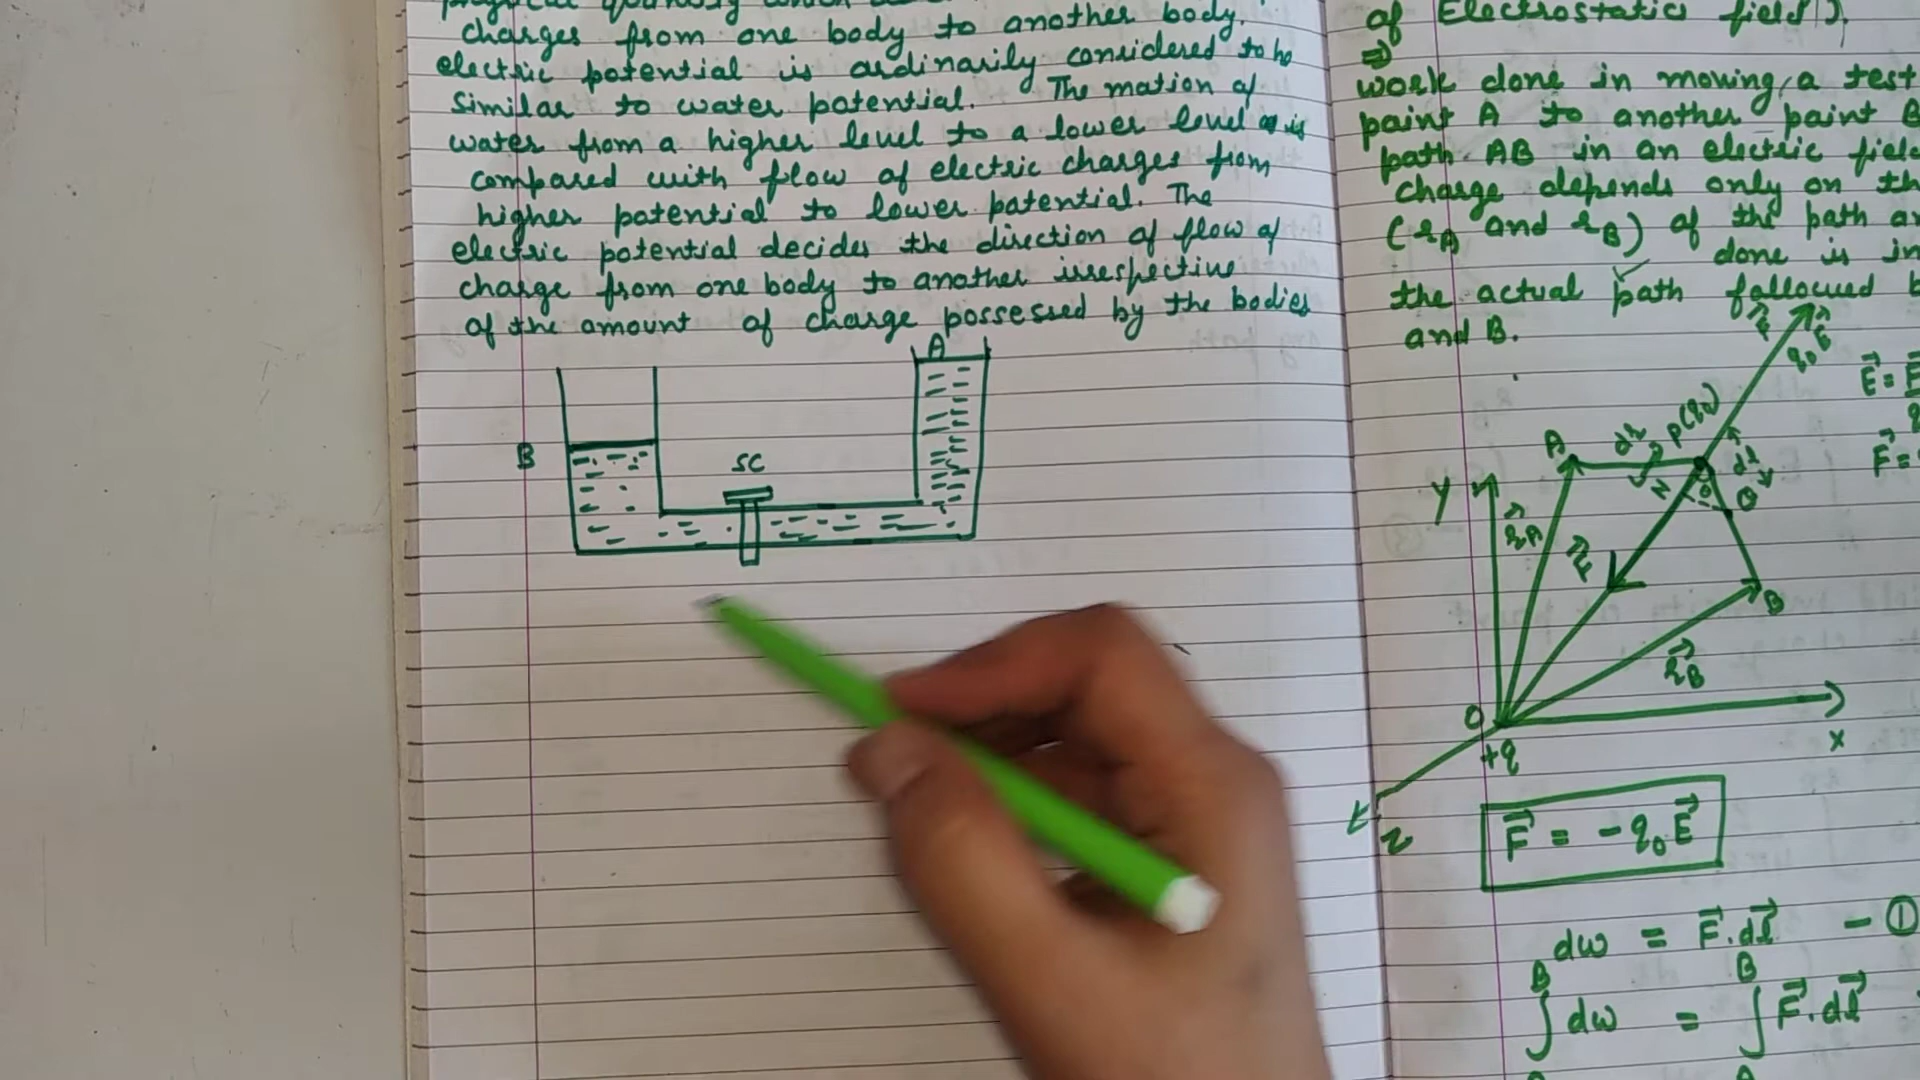 charges from one body to another body.
electric potential is ordinarily considered to
similar to water potential. The motion of
water from a higher level to a lower level is
compared with flow of electric charges from
higher potential to lower potential. The
electric potential decides the direction of flow of
charge from one body to another irrespective
of the amount of charge possessed by the bodies
A
B
SC
of Electrostatic field).
⇒
work done in moving a test
point A to another point B
path AB in an electric field
charge depends only on th
(rA and rB) of the path a
done is in
the actual path followed b
and B.
q₀E⃗
E⃗ =
F⃗ =
A
dr
P(q₀)
dl
N
θ
Y
r⃗A
r⃗
B
r⃗B
O
+q
X
Z
F⃗ = -q₀E⃗
dw = F⃗.dl⃗ - ①
B B
∫dw = ∫F⃗.dl⃗